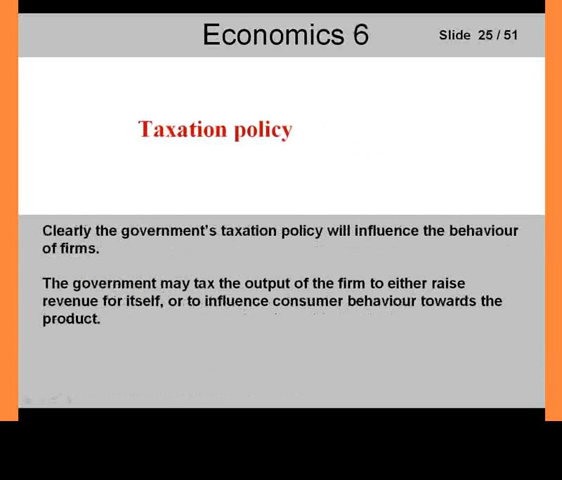 Economics 6
Slide 25 / 51
Taxation policy
Clearly the government's taxation policy will influence the behaviour
of firms.
The government may tax the output of the firm to either raise
revenue for itself, or to influence consumer behaviour towards the
product.